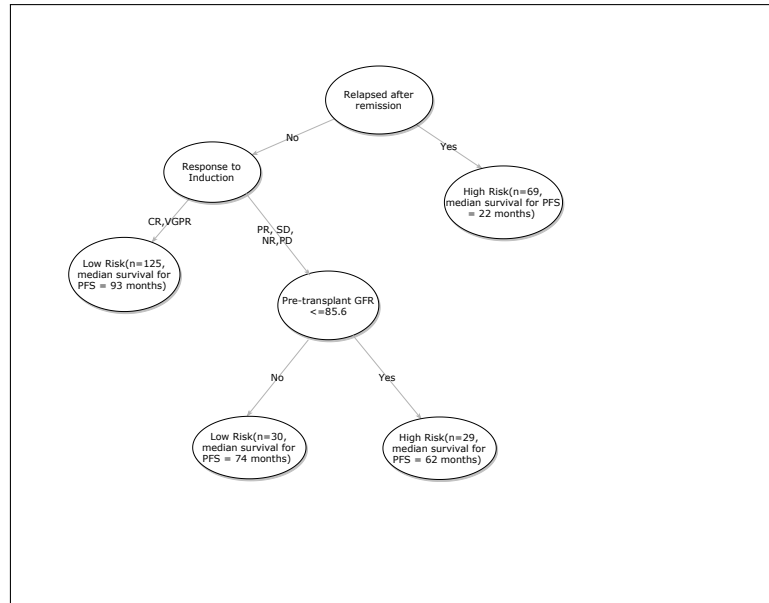 Relapsed after
remission
No
Yes
Response to
Induction
High Risk(n=69,
median survival for PFS
= 22 months)
CR,VGPR
PR, SD,
NR,PD
Low Risk(n=125,
median survival for
PFS = 93 months)
Pre-transplant GFR
<=85.6
No
Yes
Low Risk(n=30,
median survival for
PFS = 74 months)
High Risk(n=29,
median survival for
PFS = 62 months)